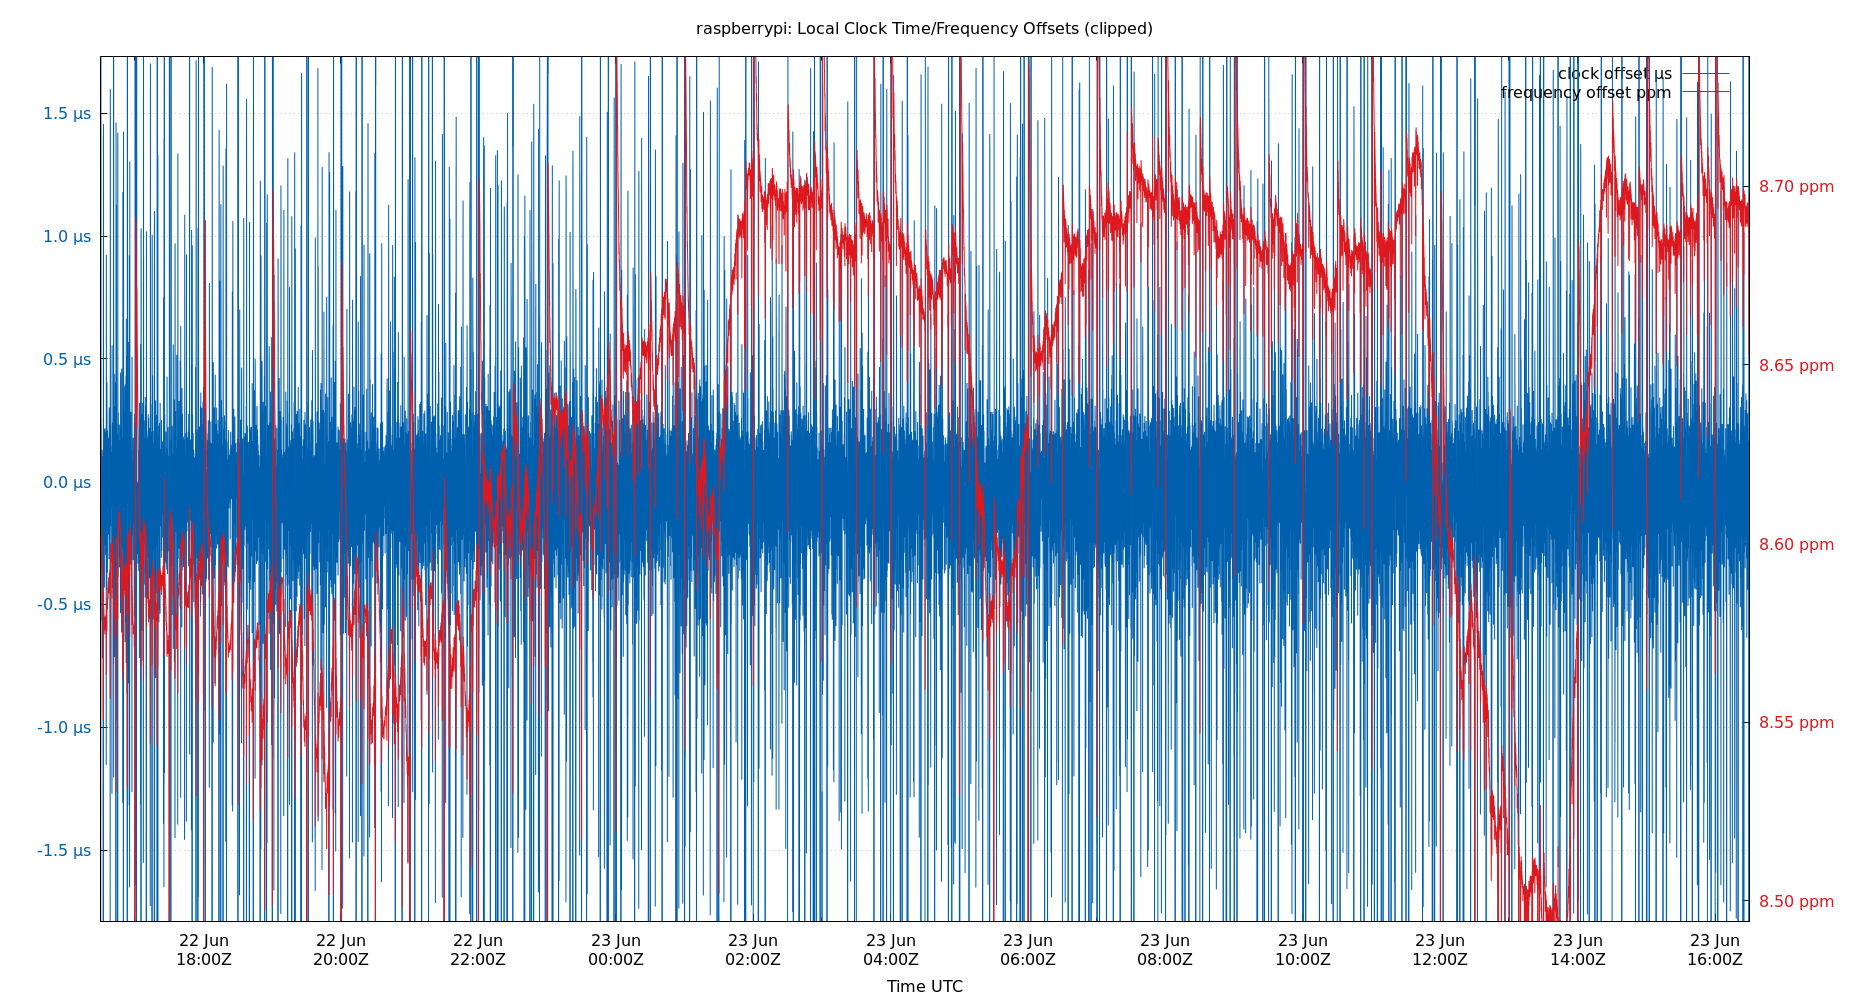 raspberrypi: Local Clock Time/Frequency Offsets (clipped)
clock offset µs
frequency offset ppm
1.5 µs
1.0 µs
0.5 µs
0.0 µs
-0.5 µs
-1.0 µs
-1.5 µs
8.70 ppm
8.65 ppm
8.60 ppm
8.55 ppm
8.50 ppm
22 Jun 22 Jun 22 Jun 23 Jun 23 Jun 23 Jun 23 Jun 23 Jun 23 Jun 23 Jun 23 Jun 23 Jun
18:00Z 20:00Z 22:00Z 00:00Z 02:00Z 04:00Z 06:00Z 08:00Z 10:00Z 12:00Z 14:00Z 16:00Z
Time UTC